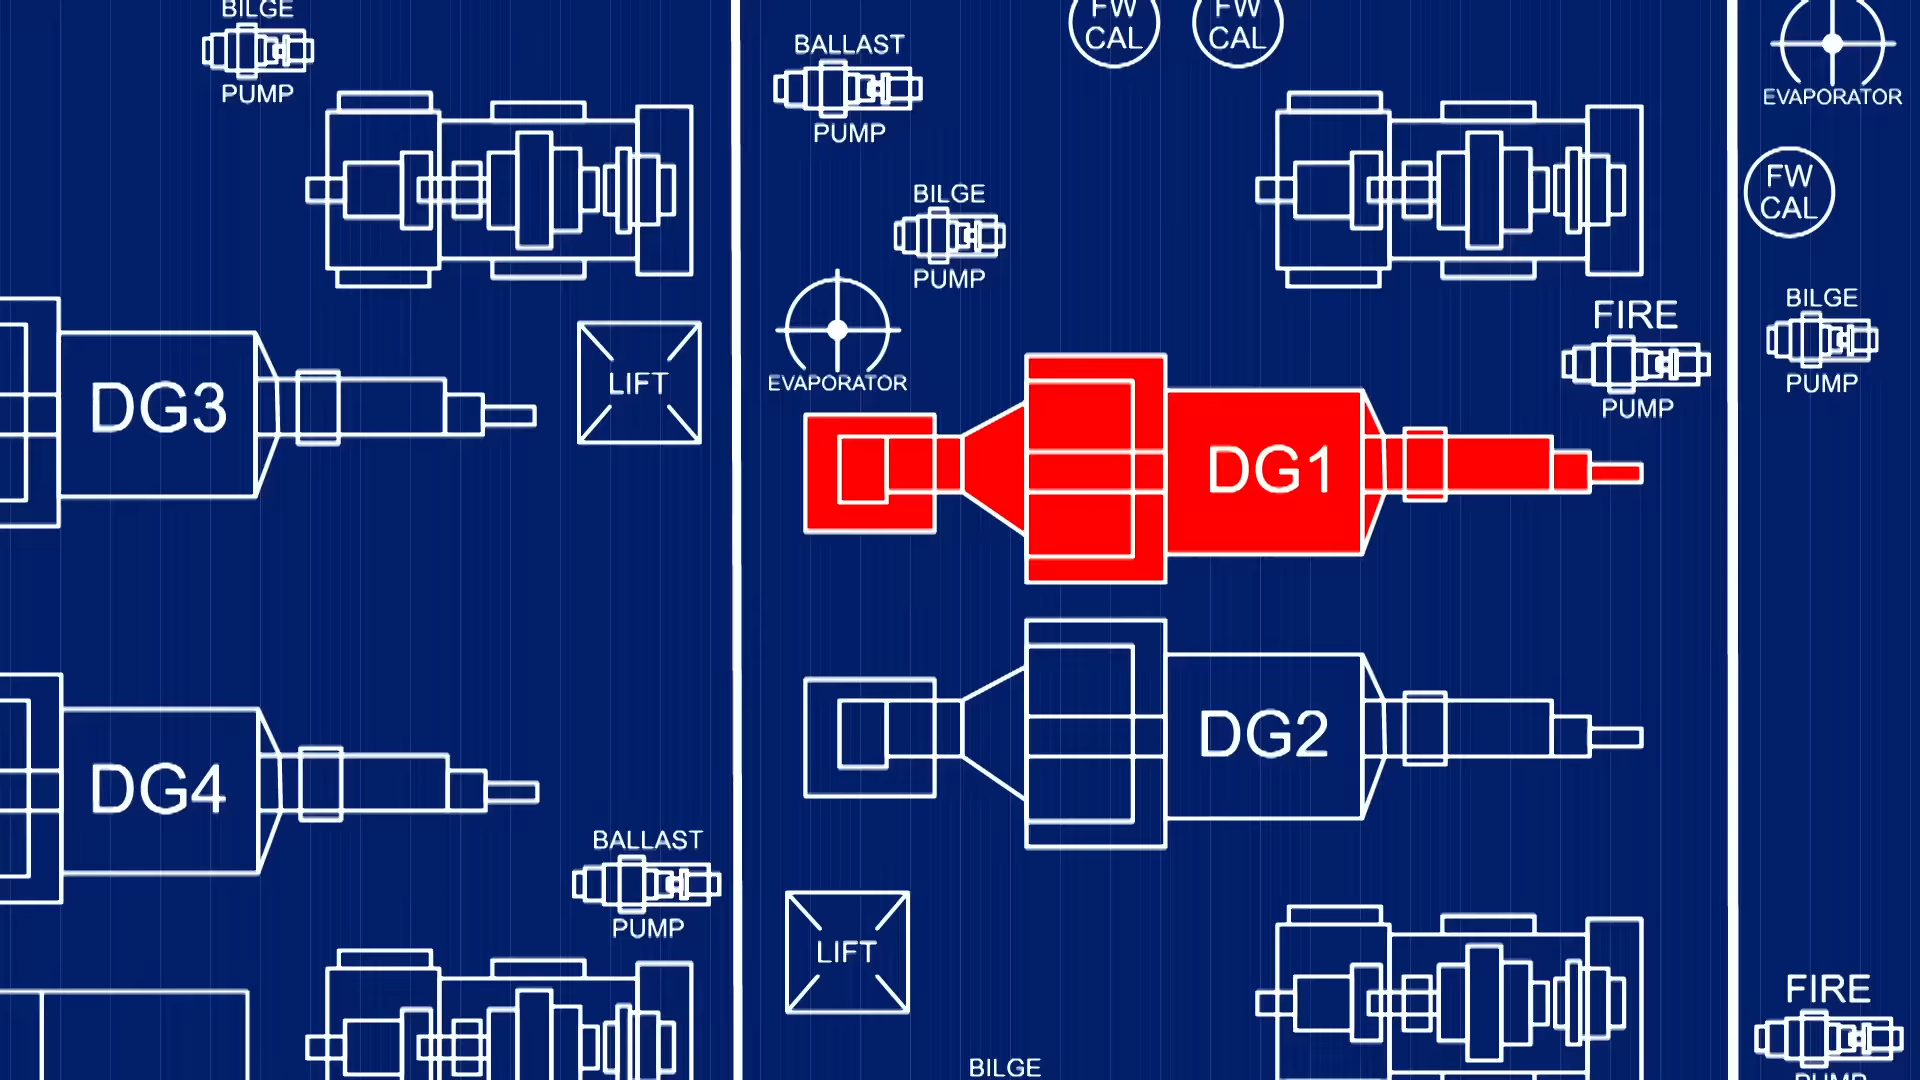 BILGE
PUMP
BALLAST
PUMP
FW
CAL
FW
CAL
EVAPORATOR
FW
CAL
BILGE
PUMP
EVAPORATOR
FIRE
PUMP
BILGE
PUMP
LIFT
DG3
DG1
DG2
DG4
BALLAST
PUMP
LIFT
BILGE
FIRE
PUMP